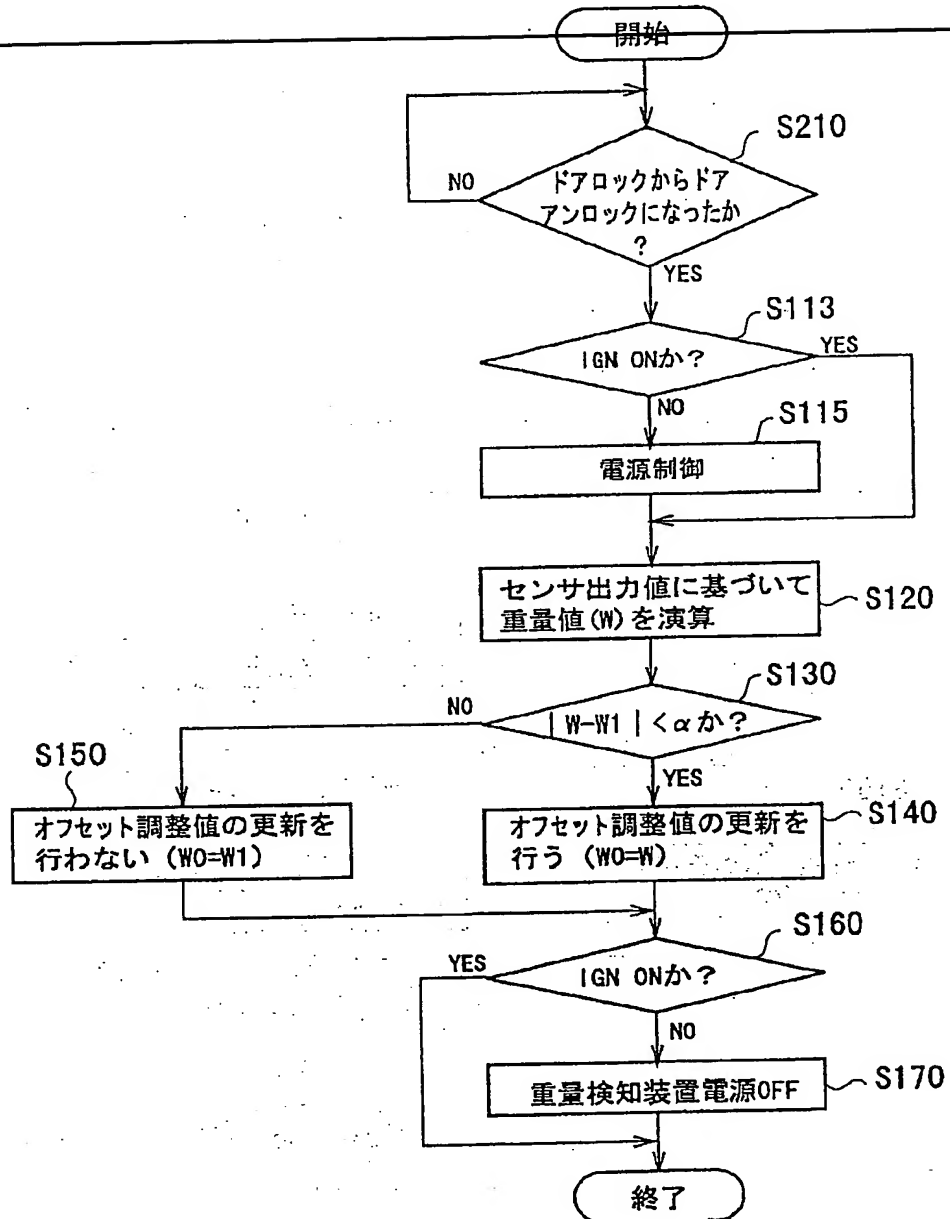 開始
S210
NO
ドアロックからドア
アンロックになったか
?
YES
S113
IGN ONか?
YES
NO
S115
電源制御
センサ出力値に基づいて
重量値(W)を演算
S120
S130
NO
|W-W1|<αか?
YES
S150
オフセット調整値の更新を
行わない (W0=W1)
S140
オフセット調整値の更新を
行う (W0=W)
S160
YES
IGN ONか?
NO
重量検知装置電源OFF
S170
終了